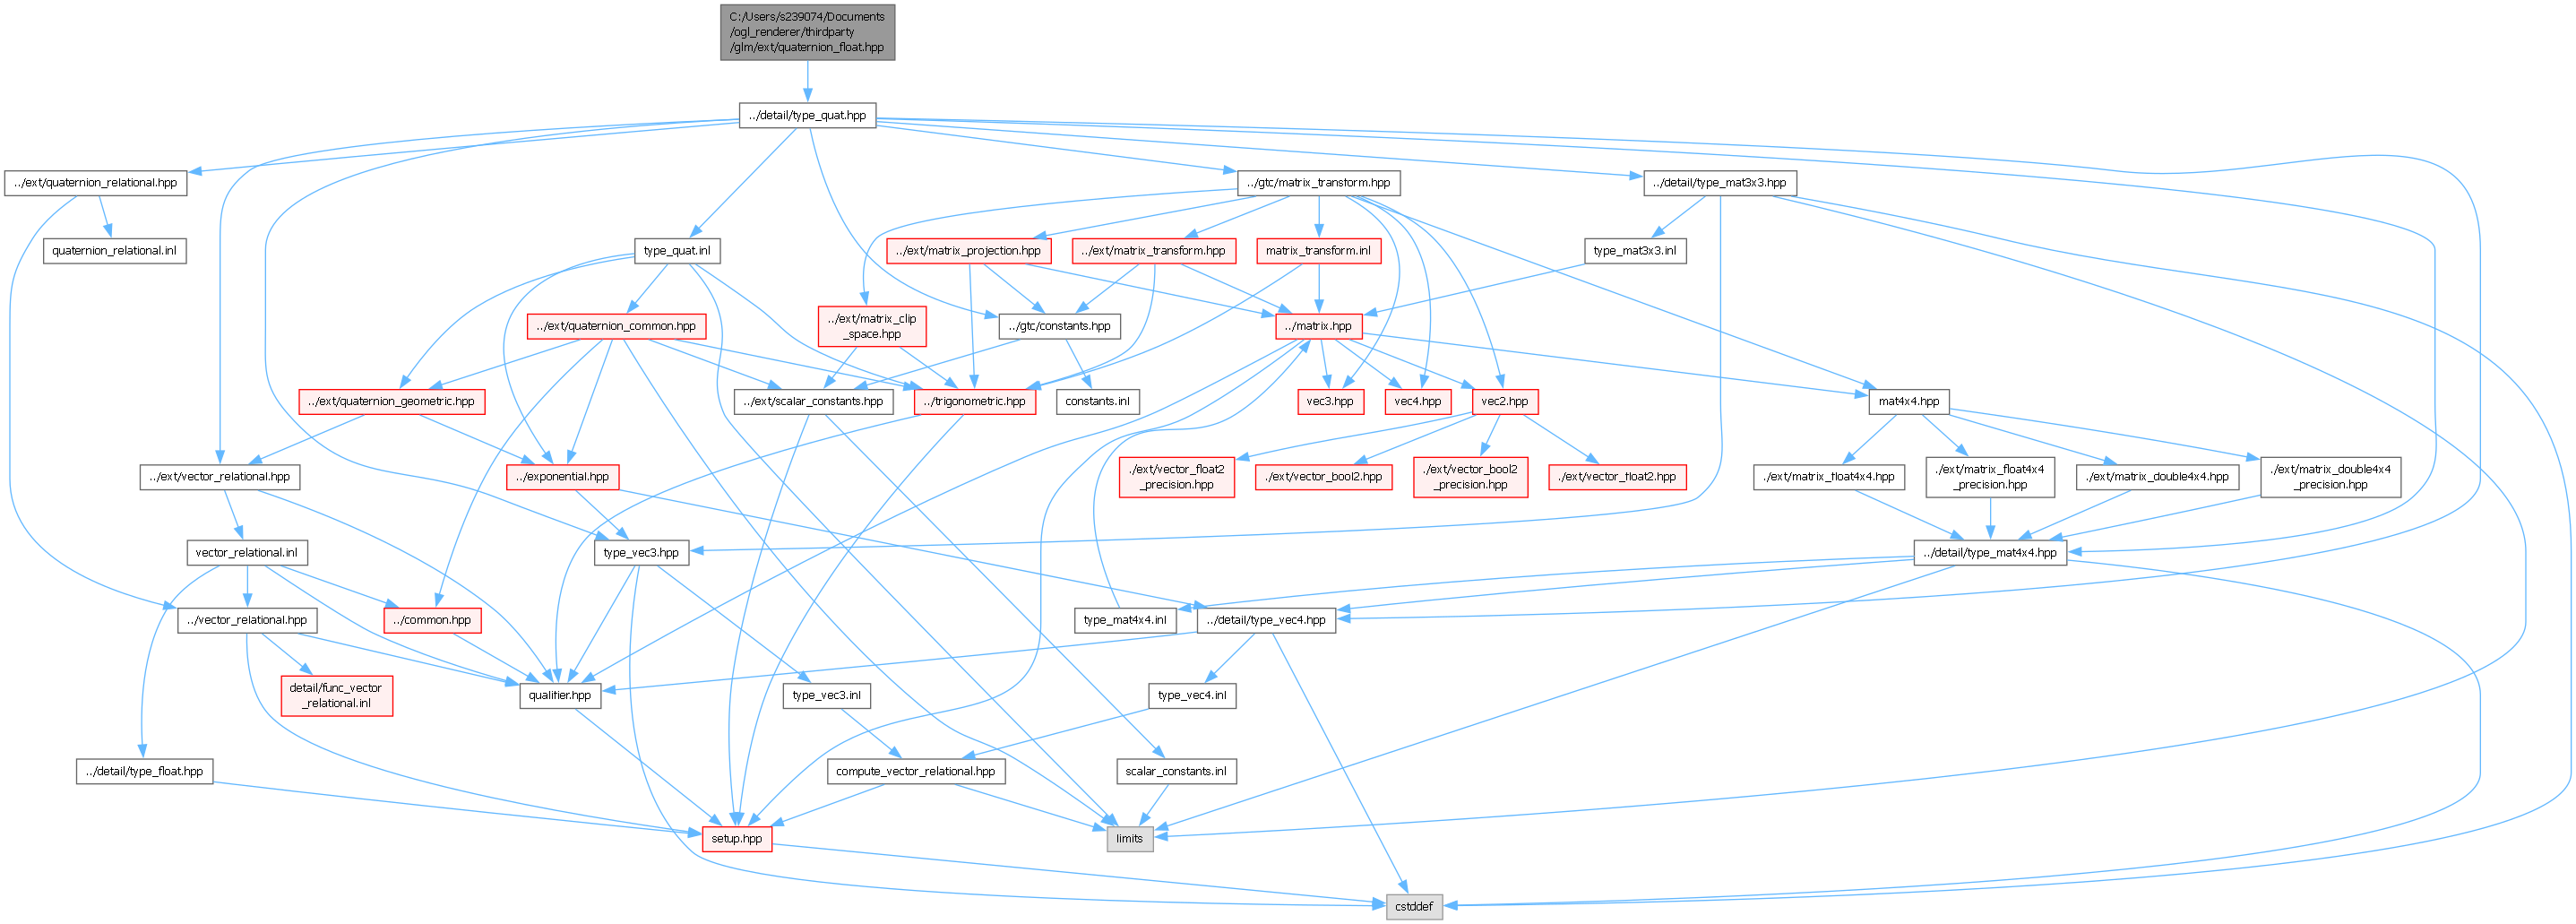 C:/Users/s239074/Documents
/ogl_renderer/thirdparty
/glm/ext/quaternion_float.hpp
../detail/type_quat.hpp
../ext/quaternion_relational.hpp
../gtc/matrix_transform.hpp
../detail/type_mat3x3.hpp
quaternion_relational.inl
type_quat.inl
../ext/matrix_projection.hpp
../ext/matrix_transform.hpp
matrix_transform.inl
type_mat3x3.inl
../ext/quaternion_common.hpp
../ext/matrix_clip
_space.hpp
../gtc/constants.hpp
../matrix.hpp
../ext/quaternion_geometric.hpp
../ext/scalar_constants.hpp
../trigonometric.hpp
constants.inl
vec3.hpp
vec4.hpp
vec2.hpp
mat4x4.hpp
../ext/vector_relational.hpp
../exponential.hpp
./ext/vector_float2
_precision.hpp
./ext/vector_bool2.hpp
./ext/vector_bool2
_precision.hpp
./ext/vector_float2.hpp
./ext/matrix_float4x4.hpp
./ext/matrix_float4x4
_precision.hpp
./ext/matrix_double4x4.hpp
./ext/matrix_double4x4
_precision.hpp
vector_relational.inl
type_vec3.hpp
../detail/type_mat4x4.hpp
../vector_relational.hpp
../common.hpp
type_mat4x4.inl
../detail/type_vec4.hpp
detail/func_vector
_relational.inl
qualifier.hpp
type_vec3.inl
type_vec4.inl
../detail/type_float.hpp
compute_vector_relational.hpp
scalar_constants.inl
setup.hpp
limits
cstddef